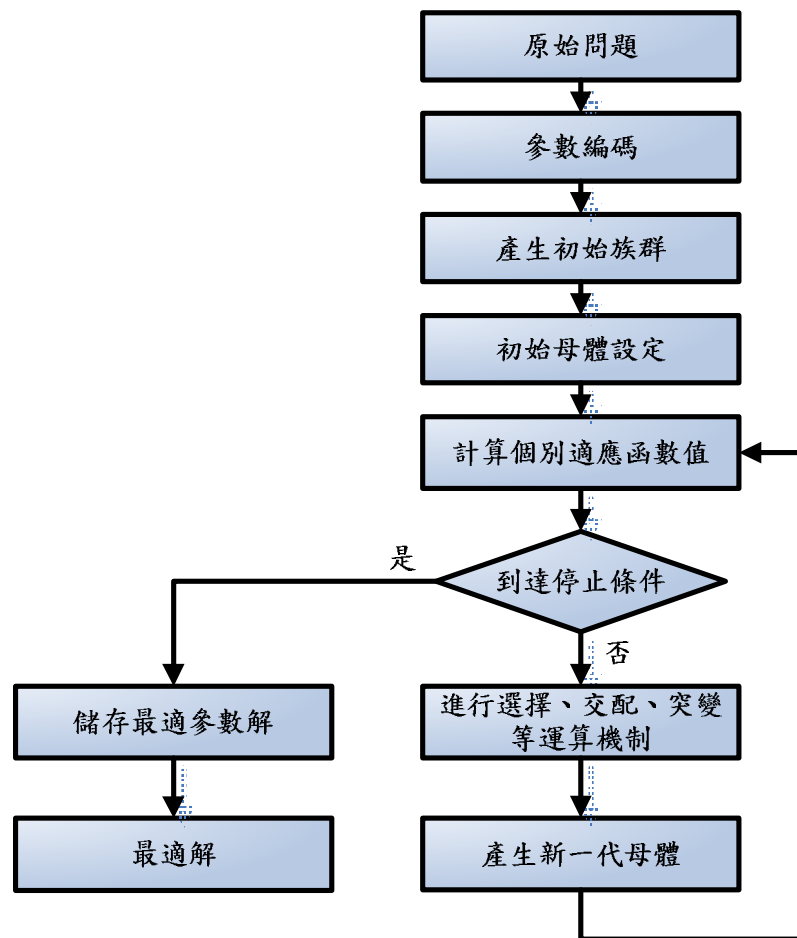 原始問題
參數編碼
產生初始族群
初始母體設定
計算個別適應函數值
到達停止條件
是
否
儲存最適參數解
進行選擇、交配、突變
等運算機制
最適解
產生新一代母體